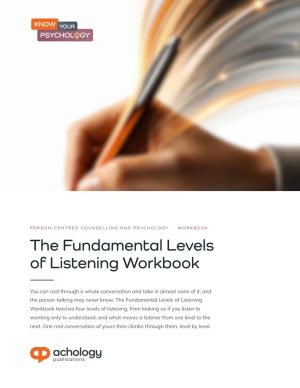 KNOW YOUR
PSYCHOLOGY
PERSON-CENTRED COUNSELLING AND PSYCHOLOGY WORKBOOK
The Fundamental Levels
of Listening Workbook
You can nod through a whole conversation and take in almost none of it, and
the person talking may never know. The Fundamental Levels of Listening
Workbook teaches four levels of listening, from looking as if you listen to
wanting only to understand, and what moves a listener from one level to the
next. One real conversation of yours then climbs through them, level by level.
achology
publications